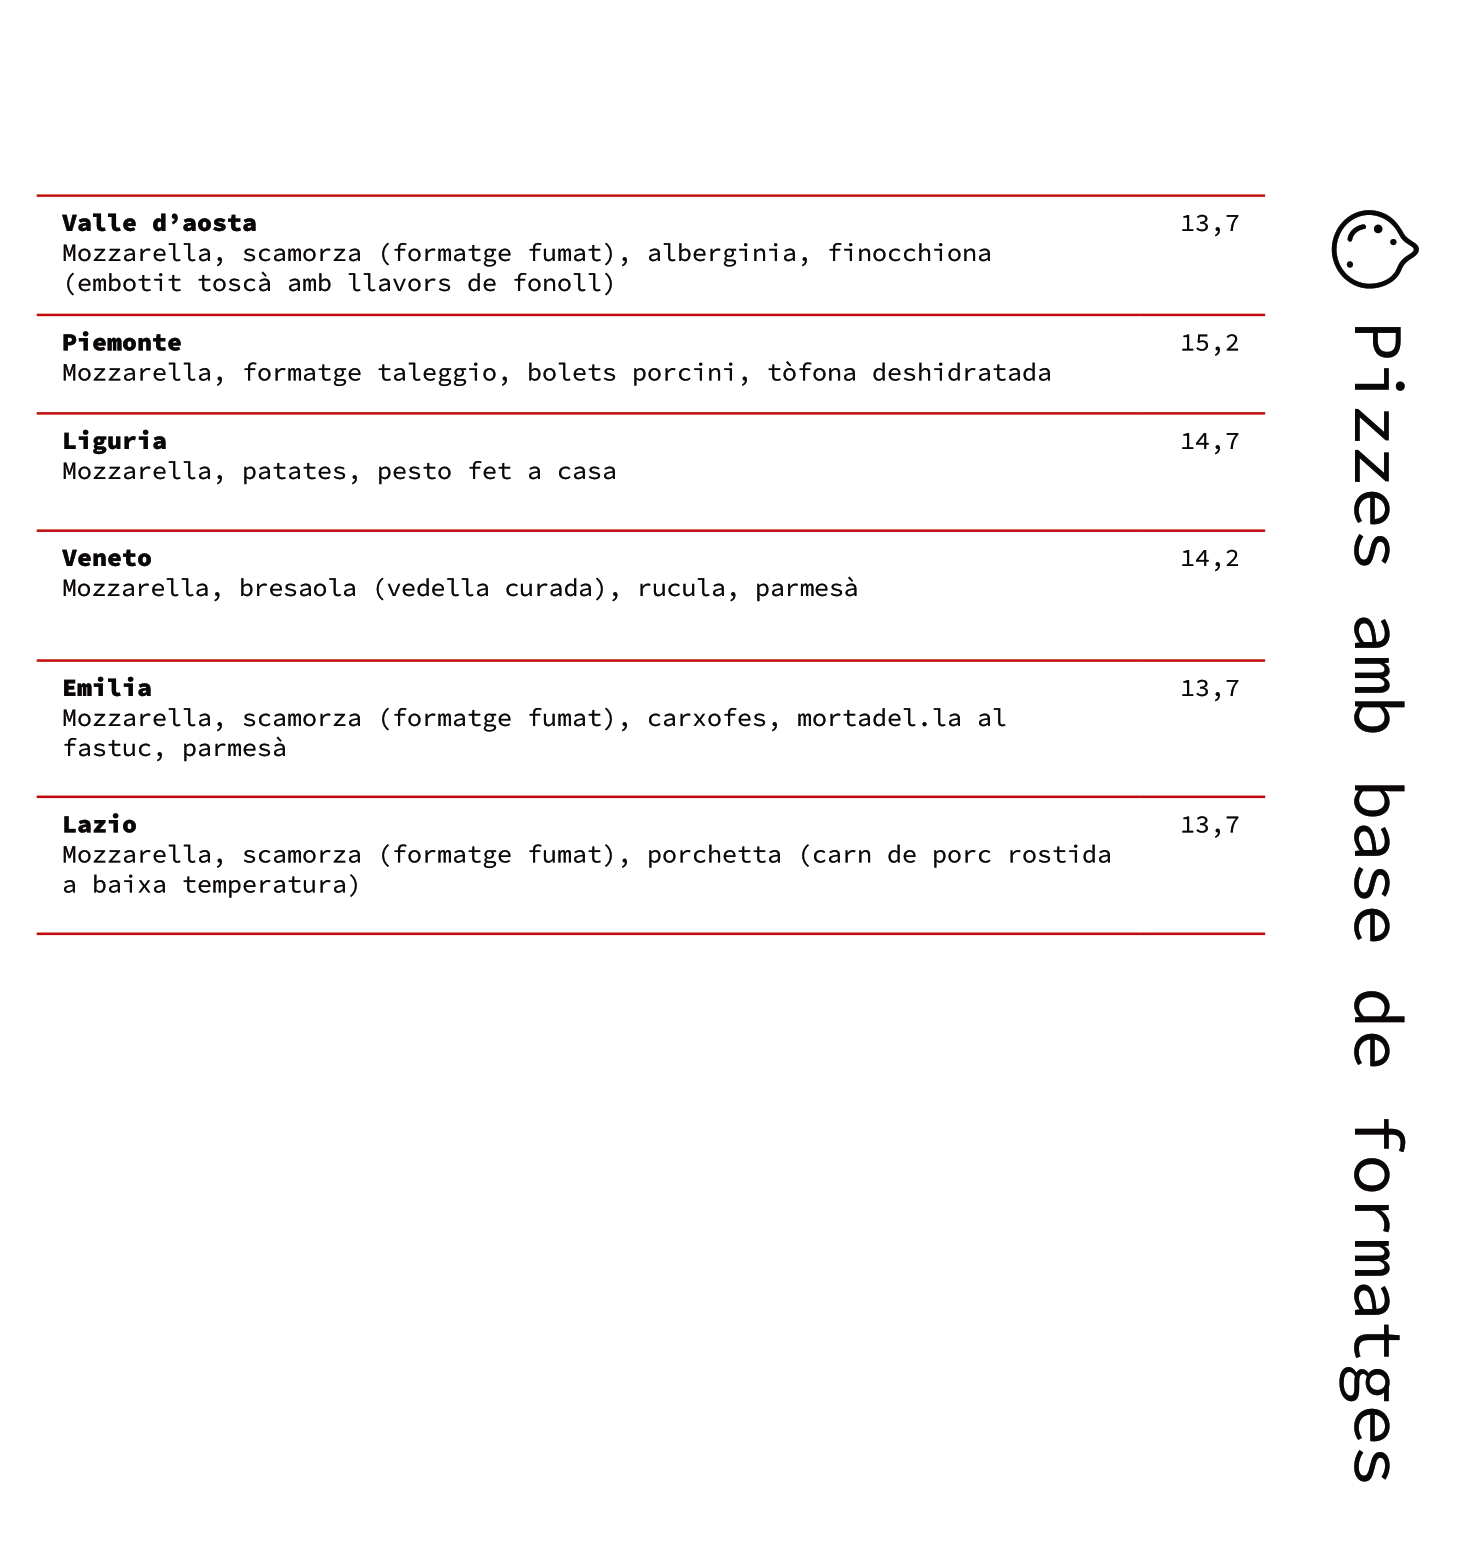 Valle d’aosta 13,7
Mozzarella, scamorza (formatge fumat), alberginia, finocchiona
(embotit toscà amb llavors de fonoll)
Piemonte 15,2
Mozzarella, formatge taleggio, bolets porcini, tòfona deshidratada
Liguria 14,7
Mozzarella, patates, pesto fet a casa
Veneto 14,2
Mozzarella, bresaola (vedella curada), rucula, parmesà
Emilia 13,7
Mozzarella, scamorza (formatge fumat), carxofes, mortadel.la al
fastuc, parmesà
Lazio 13,7
Mozzarella, scamorza (formatge fumat), porchetta (carn de porc rostida
a baixa temperatura)
Pizzes amb base de formatges